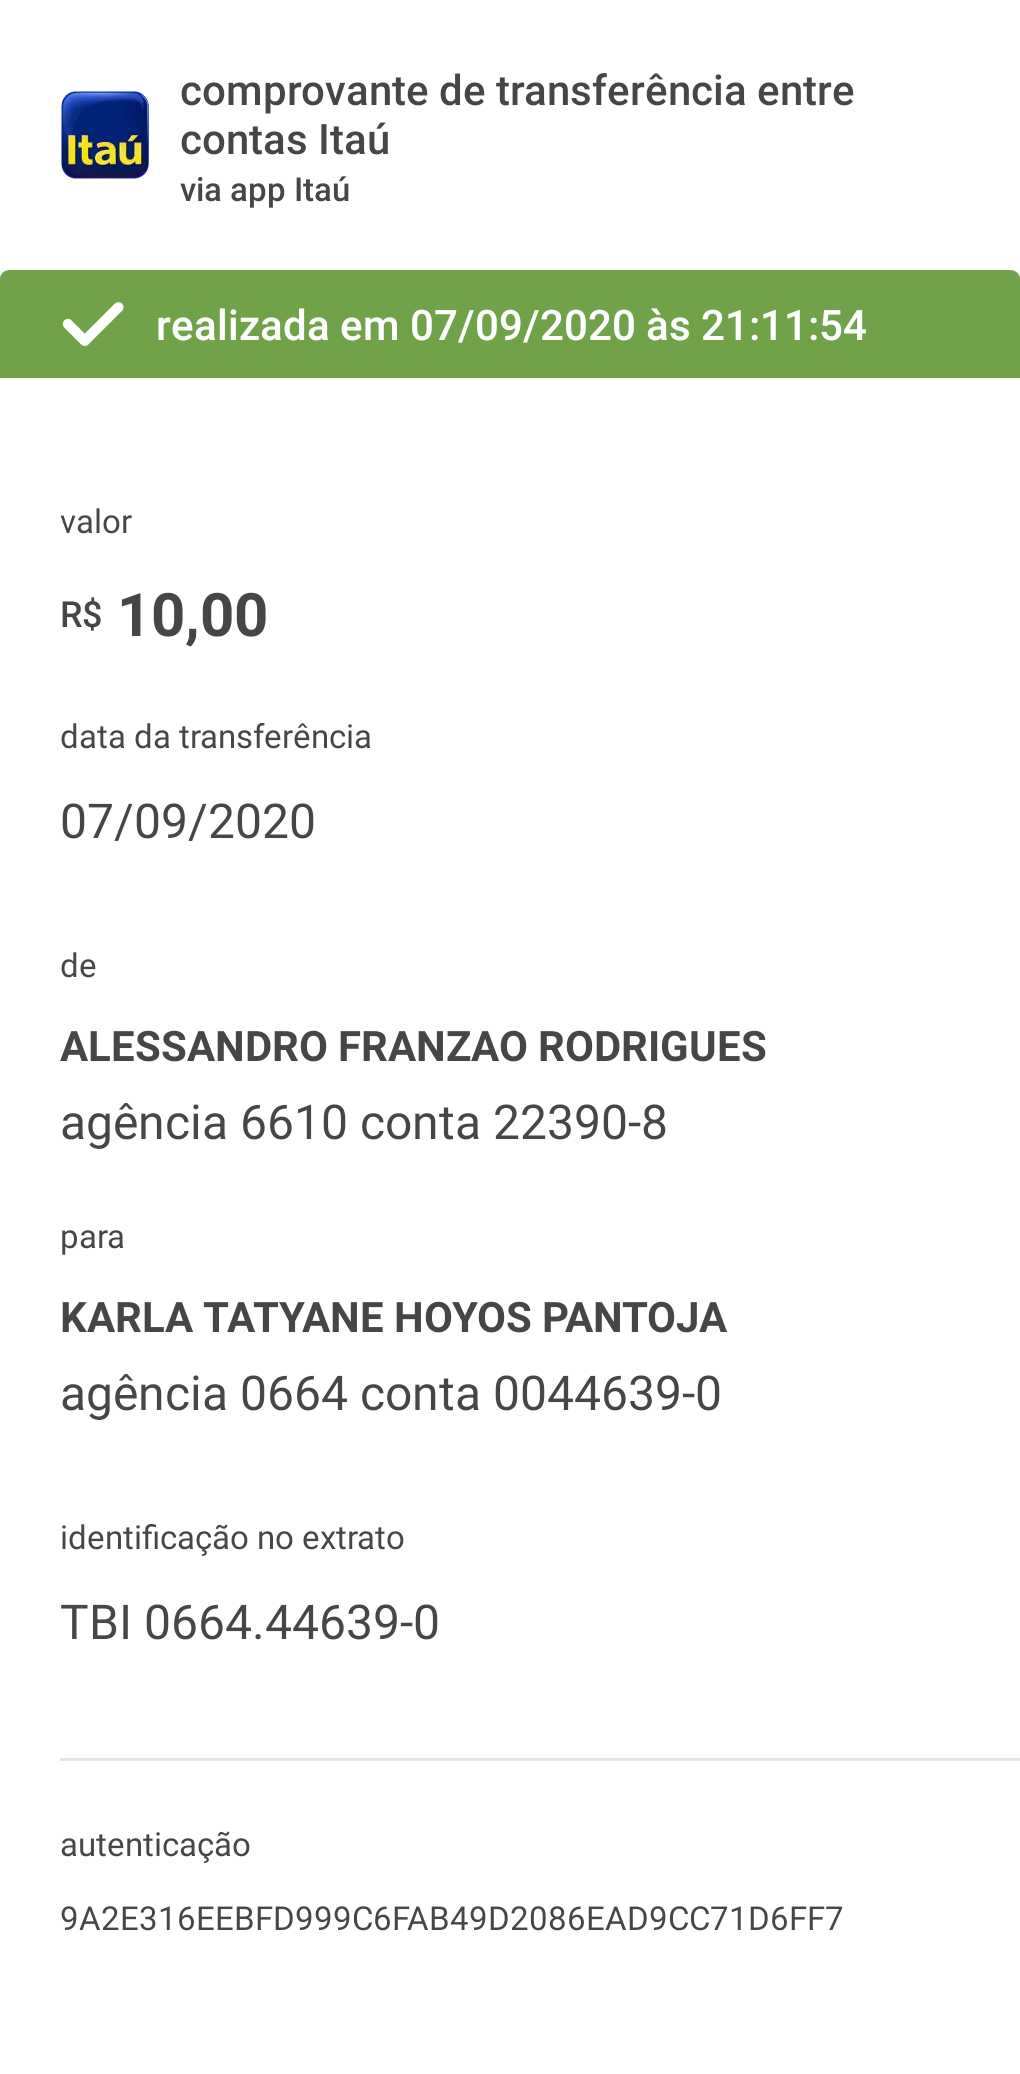 Itaú
comprovante de transferência entre
contas Itaú
via app Itaú
realizada em 07/09/2020 às 21:11:54
valor
R$ 10,00
data da transferência
07/09/2020
de
ALESSANDRO FRANZAO RODRIGUES
agência 6610 conta 22390-8
para
KARLA TATYANE HOYOS PANTOJA
agência 0664 conta 0044639-0
identificação no extrato
TBI 0664.44639-0
autenticação
9A2E316EEBFD999C6FAB49D2086EAD9CC71D6FF7